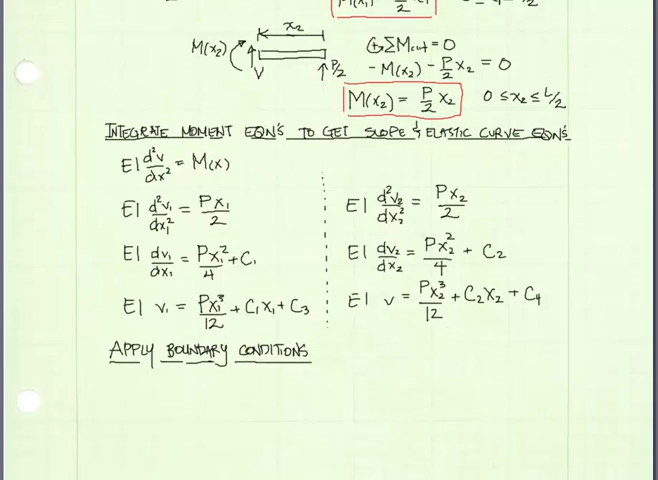 M(x₁) = P/2 x₁
x₂
M(x₂) V P/2
↺ΣMcut = 0
- M(x₂) - P/2 x₂ = 0
M(x₂) = P/2 x₂ 0 ≤ x₂ ≤ L/2
INTEGRATE MOMENT EQN'S TO GET SLOPE & ELASTIC CURVE EQN'S
EI d²v/dx² = M(x)
EI d²v₁/dx₁² = Px₁/2 EI d²v₂/dx₂² = Px₂/2
EI dv₁/dx₁ = Px₁²/4 + C₁ EI dv₂/dx₂ = Px₂²/4 + C₂
EI v₁ = Px₁³/12 + C₁x₁ + C₃ EI v = Px₂³/12 + C₂x₂ + C₄
APPLY BOUNDARY CONDITIONS